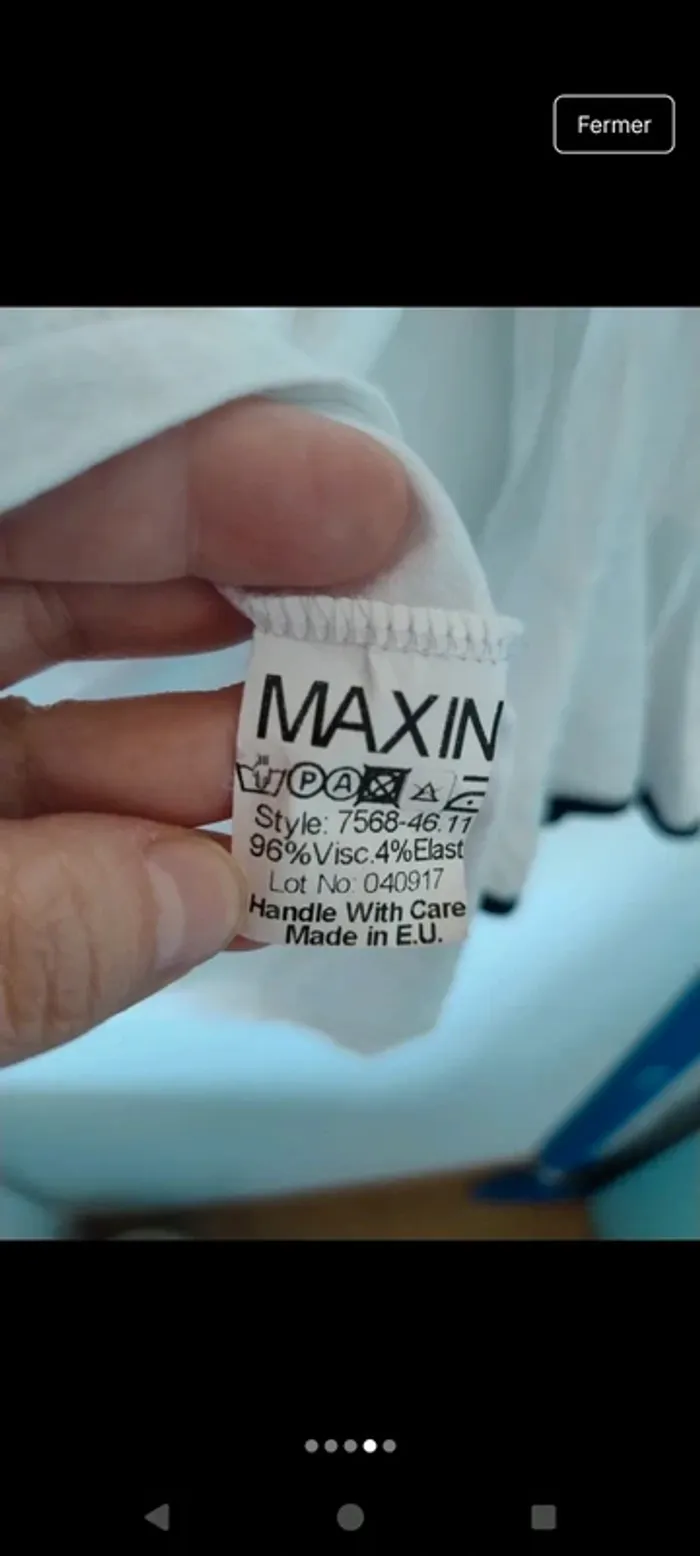 Fermer
MAXIN
P A
Style: 7568-46.11
96%Visc.4%Elast
Lot No: 040917
Handle With Care
Made in E.U.